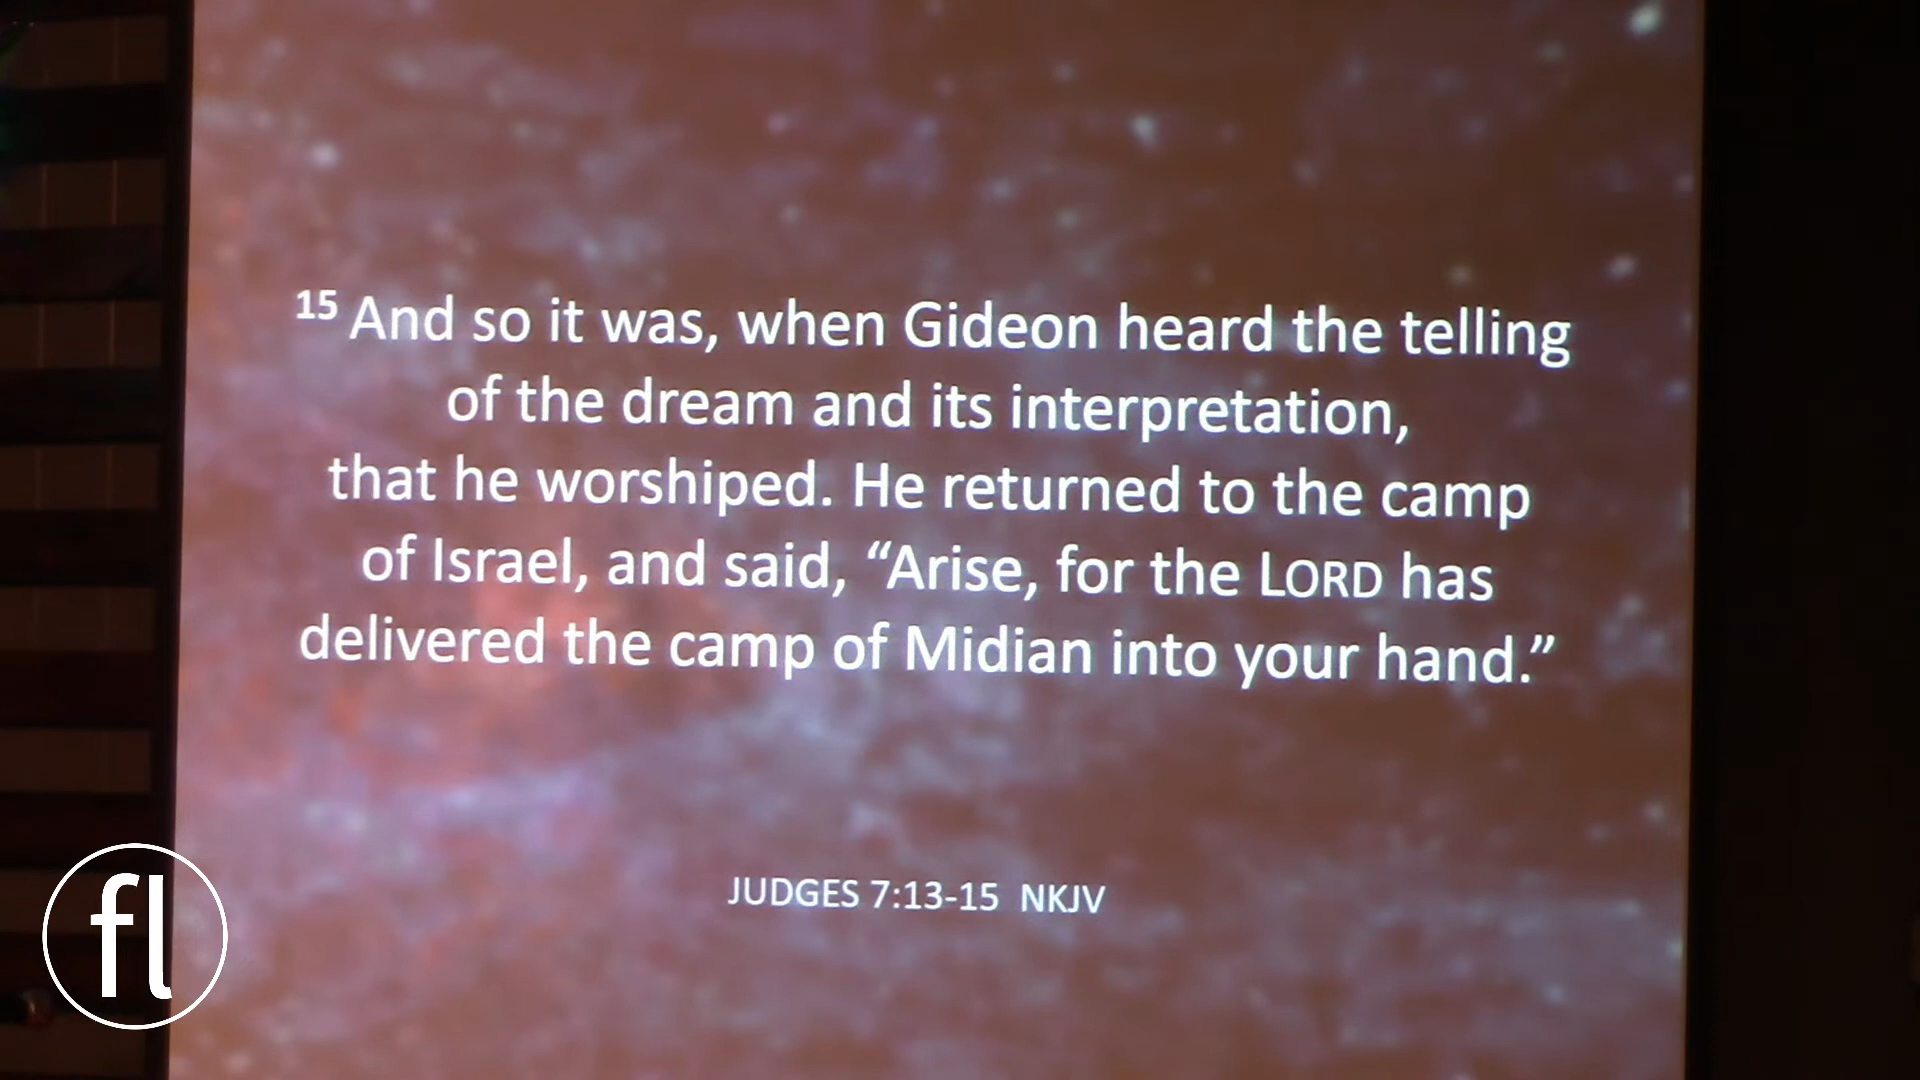 15 And so it was, when Gideon heard the telling
of the dream and its interpretation,
that he worshiped. He returned to the camp
of Israel, and said, “Arise, for the LORD has
delivered the camp of Midian into your hand.”
JUDGES 7:13-15 NKJV
fl